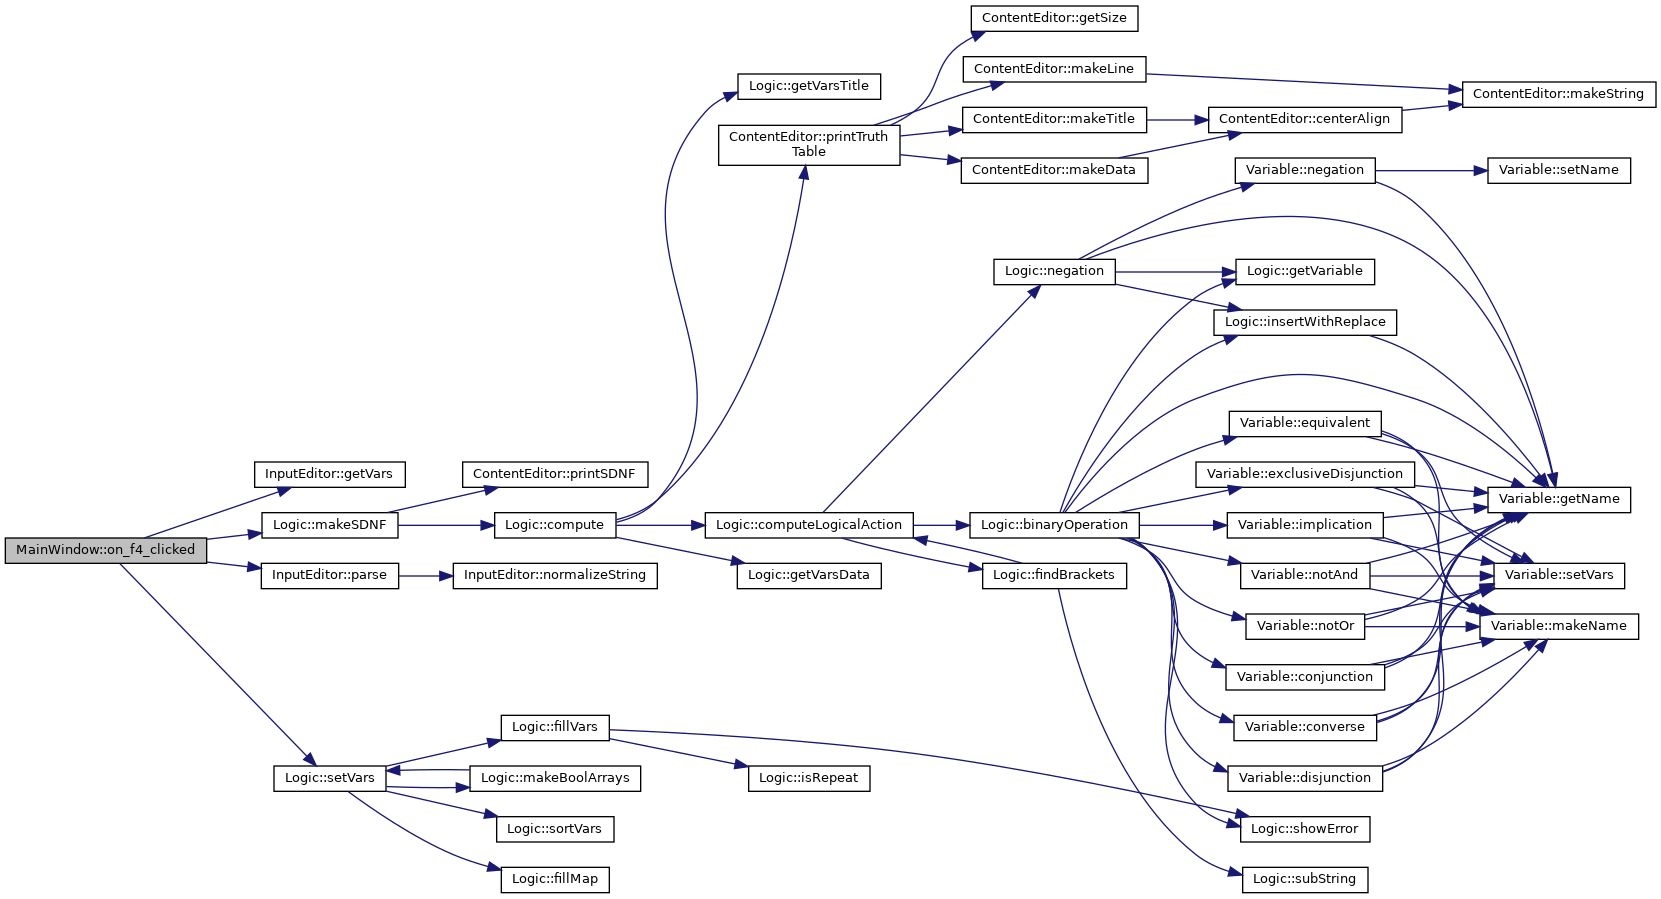 ContentEditor::getSize
ContentEditor::makeLine
Logic::getVarsTitle
ContentEditor::makeString
ContentEditor::makeTitle
ContentEditor::centerAlign
ContentEditor::printTruth
Table
ContentEditor::makeData
Variable::negation
Variable::setName
Logic::negation
Logic::getVariable
Logic::insertWithReplace
Variable::equivalent
InputEditor::getVars
ContentEditor::printSDNF
Variable::exclusiveDisjunction
Variable::getName
Logic::makeSDNF
Logic::compute
Logic::computeLogicalAction
Logic::binaryOperation
Variable::implication
MainWindow::on_f4_clicked
InputEditor::parse
InputEditor::normalizeString
Logic::getVarsData
Logic::findBrackets
Variable::notAnd
Variable::setVars
Variable::notOr
Variable::makeName
Variable::conjunction
Logic::fillVars
Variable::converse
Logic::setVars
Logic::makeBoolArrays
Logic::isRepeat
Variable::disjunction
Logic::sortVars
Logic::showError
Logic::fillMap
Logic::subString